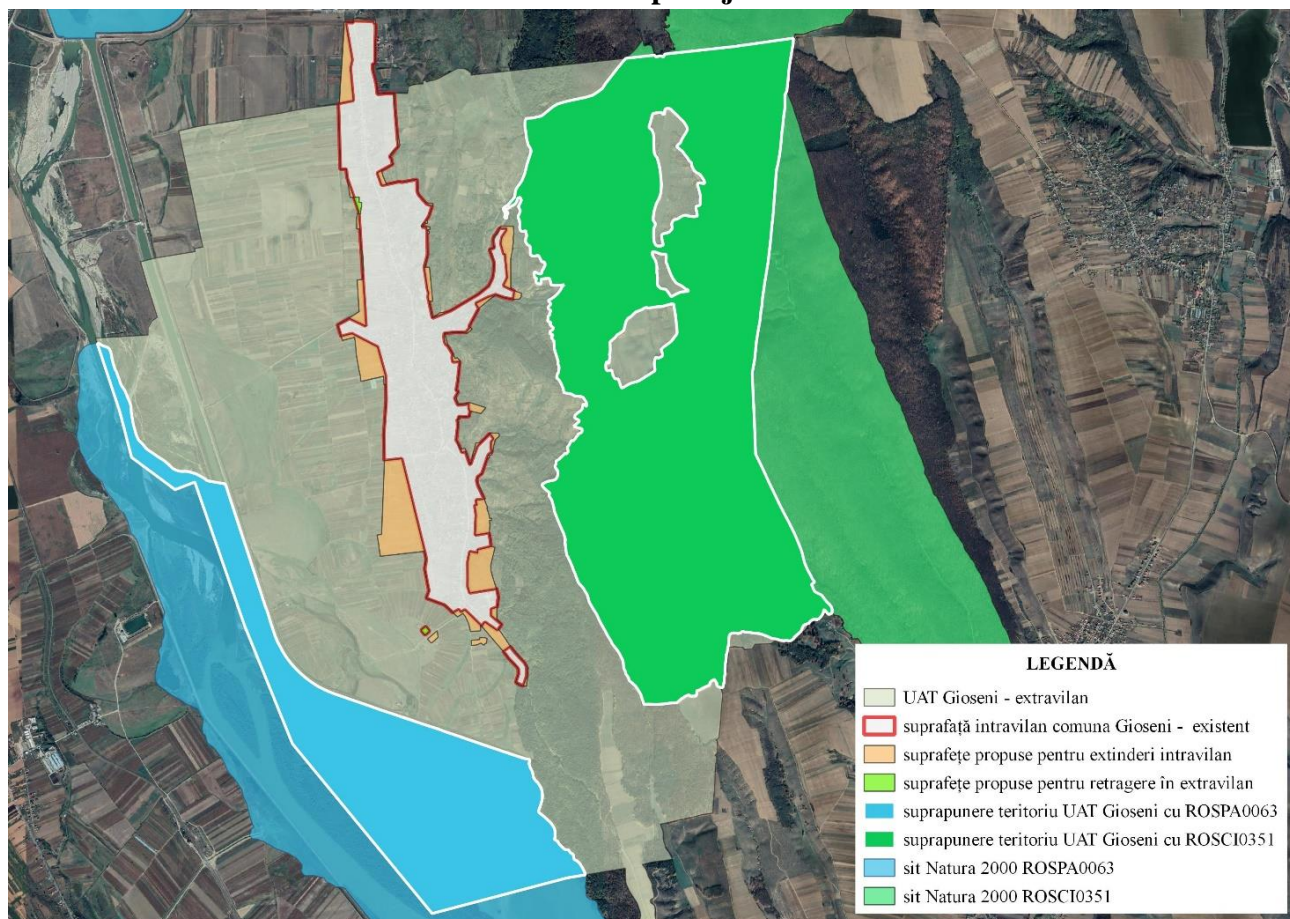 LEGENDĂ
UAT Gioseni - extravilan
suprafață intravilan comuna Gioseni - existent
suprafețe propuse pentru extinderi intravilan
suprafețe propuse pentru retragere în extravilan
suprapunere teritoriu UAT Gioseni cu ROSPA0063
suprapunere teritoriu UAT Gioseni cu ROSCI0351
sit Natura 2000 ROSPA0063
sit Natura 2000 ROSCI0351